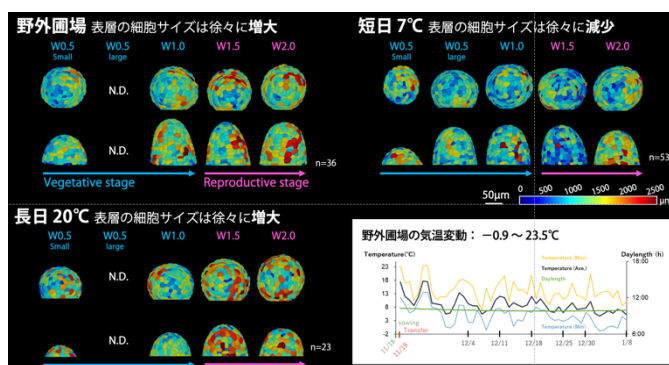 野外圃場 表層の細胞サイズは徐々に増大
W0.5 W0.5 W1.0 W1.5 W2.0
Small large
N.D.
N.D.
n=36
Vegetative stage Reproductive stage
短日 7℃ 表層の細胞サイズは徐々に減少
W0.5 W0.5 W1.0 W1.5 W2.0
Small large
n=53
50μm
0 500 1000 1500 2000 2500
長日 20℃ 表層の細胞サイズは徐々に増大
W0.5 W0.5 W1.0 W1.5 W2.0
Small large
N.D.
N.D.
n=23
野外圃場の気温変動： −0.9 ～ 23.5℃
Temperature(℃) Daylength (h)
Temperature (Max)
Temperature (Ave.)
Daylength
Temperature (Min)
23
18
13
8
3
-2
18:00
12:00
6:00
sowing
Transfer
11/18
11/19
12/4 12/11 12/18 12/25 12/30 1/8